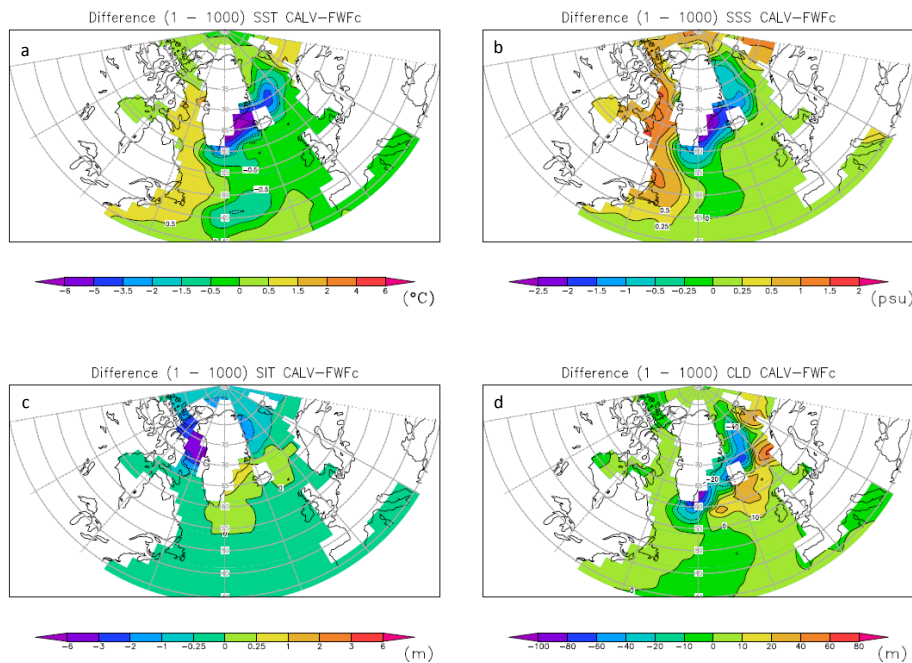 Difference (1 – 1000) SST CALV–FWFc
a
−0.5
−0.5
0.5
−6 −5 −3.5 −2 −1 −0.5 0 0.5 1 2 4 6
(°C)
Difference (1 – 1000) SSS CALV–FWFc
b
0.5
0.25
0
−2.5 −2 −1.5 −1 −0.5 −0.25 0 0.25 0.5 1 1.5 2
(psu)
Difference (1 – 1000) SIT CALV–FWFc
c
0
−6 −3 −2 −1 −0.25 0 0.25 0.5 1 2 3 6
(m)
Difference (1 – 1000) CLD CALV–FWFc
d
−40
−20
10
0
0
−100 −80 −60 −40 −20 −10 0 10 20 40 60 80
(m)